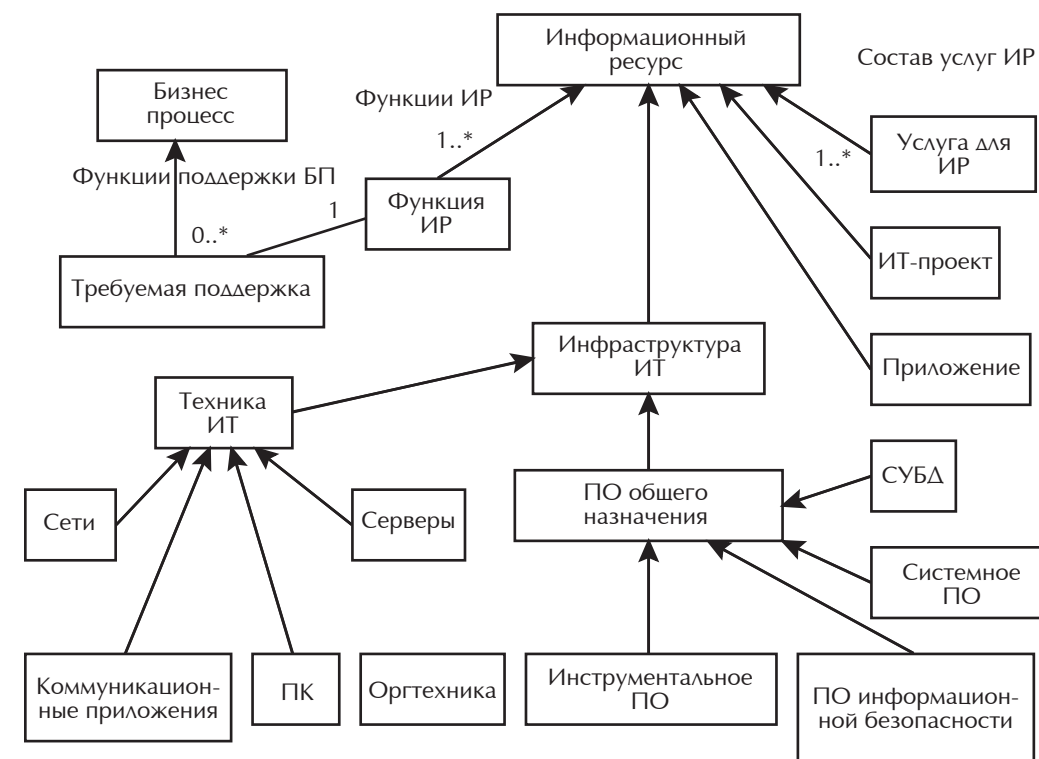 Информационный
ресурс
Состав услуг ИР
Бизнес
процесс
Функции ИР
1..*
Услуга для
ИР
1..*
Функции поддержки БП
1
Функция
ИР
0..*
ИТ-проект
Требуемая поддержка
Инфраструктура
ИТ
Приложение
Техника
ИТ
СУБД
ПО общего
назначения
Сети
Серверы
Системное
ПО
Коммуникацион-
ные приложения
ПК
Оргтехника
Инструментальное
ПО
ПО информацион-
ной безопасности